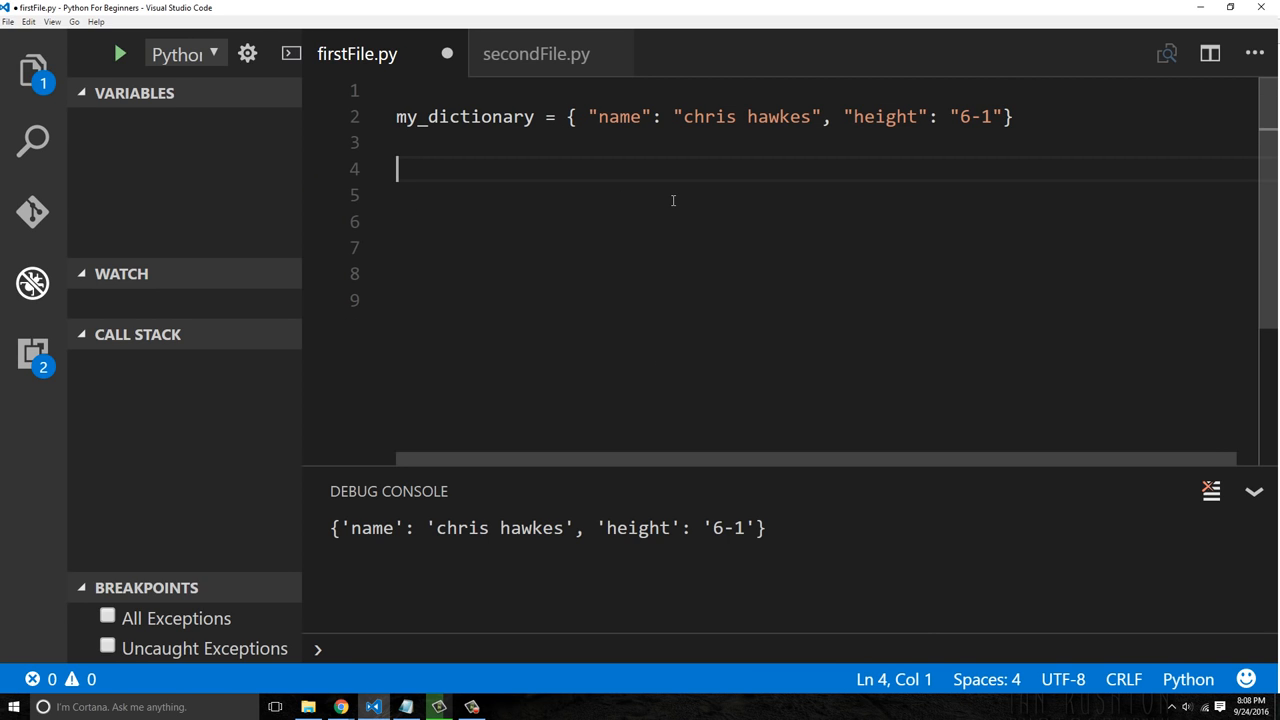 ● firstFile.py - Python For Beginners - Visual Studio Code
File Edit View Go Help
1
Python ▼
firstFile.py ●
secondFile.py
VARIABLES
WATCH
CALL STACK
2
BREAKPOINTS
All Exceptions
Uncaught Exceptions
1
2 my_dictionary = { "name": "chris hawkes", "height": "6-1"}
3
4
5
6
7
8
9
DEBUG CONSOLE
{'name': 'chris hawkes', 'height': '6-1'}
0 0
Ln 4, Col 1
Spaces: 4
UTF-8
CRLF
Python
I'm Cortana. Ask me anything.
8:08 PM
9/24/2016